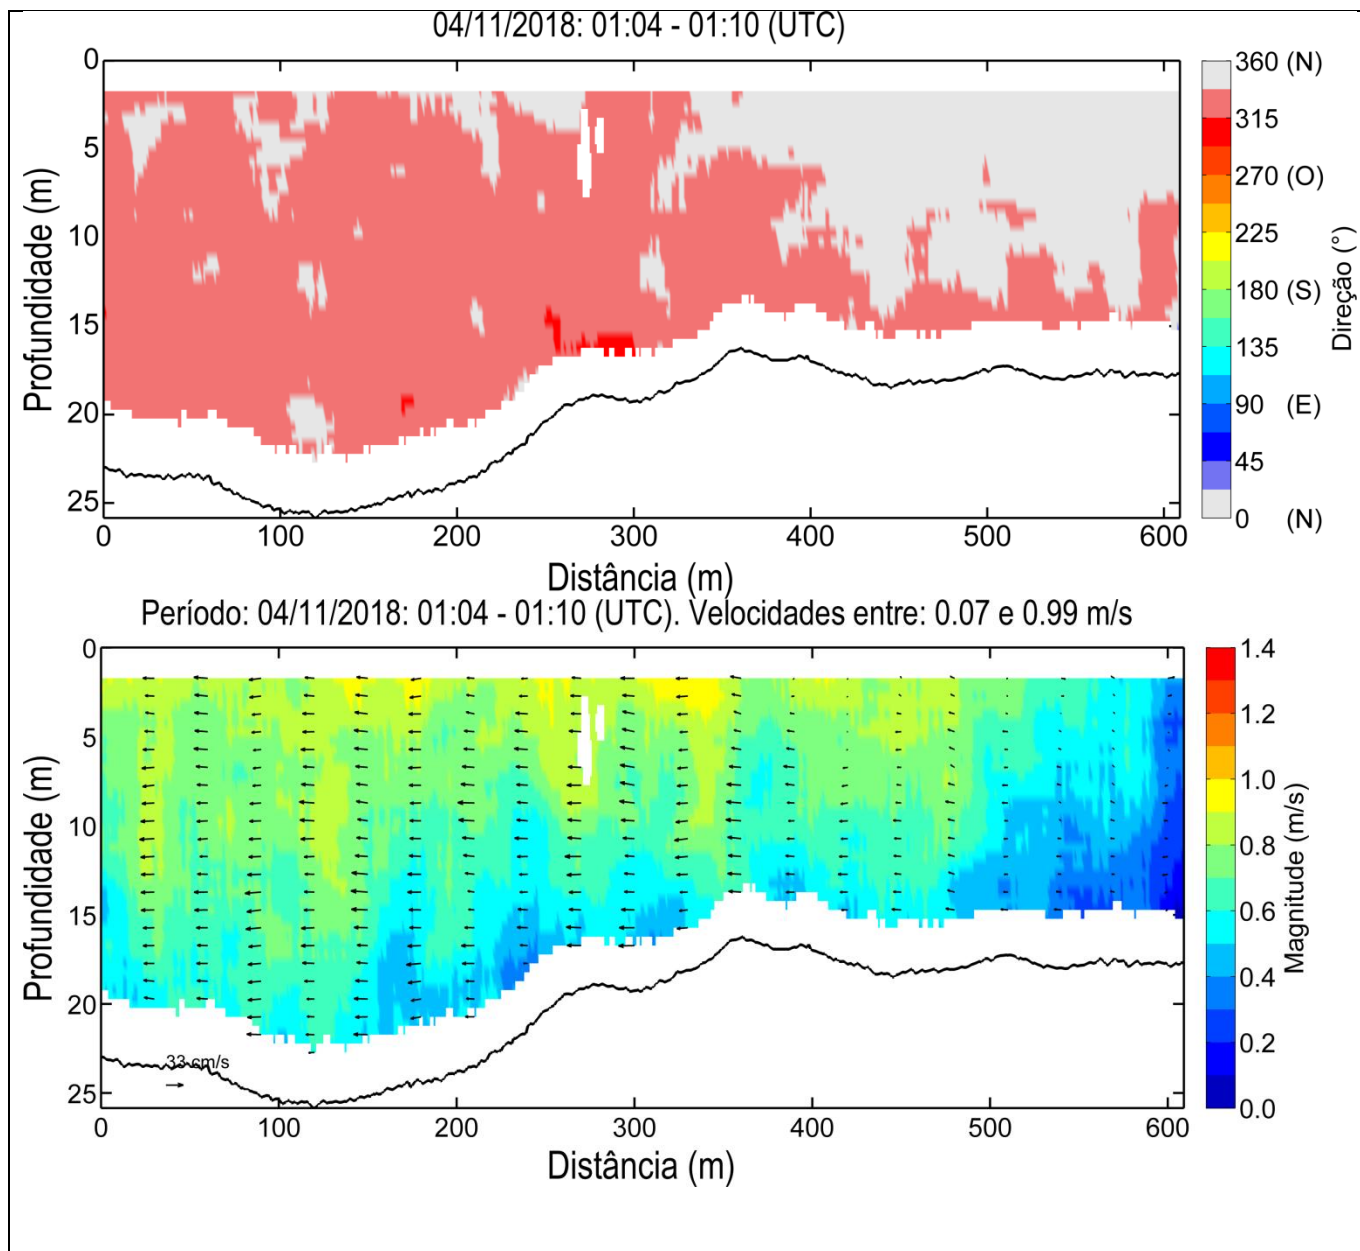 04/11/2018: 01:04 - 01:10 (UTC)
0
5
10
15
20
25
Profundidade (m)
0 100 200 300 400 500 600
Distância (m)
360 (N)
315
270 (O)
225
180 (S)
135
90 (E)
45
0 (N)
Direção (°)
Período: 04/11/2018: 01:04 - 01:10 (UTC). Velocidades entre: 0.07 e 0.99 m/s
0
5
10
15
20
25
Profundidade (m)
33 cm/s
0 100 200 300 400 500 600
Distância (m)
1.4
1.2
1.0
0.8
0.6
0.4
0.2
0.0
Magnitude (m/s)